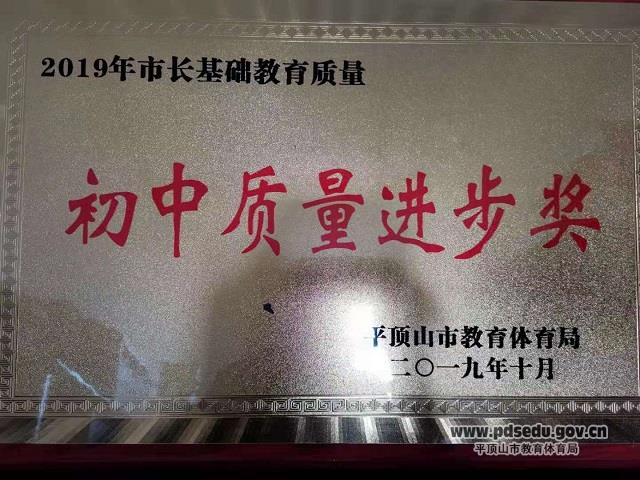 2019年市长基础教育质量
初中质量进步奖
平顶山市教育体育局
二〇一九年十月
www.pdsedu.gov.cn
平顶山市教育体育局